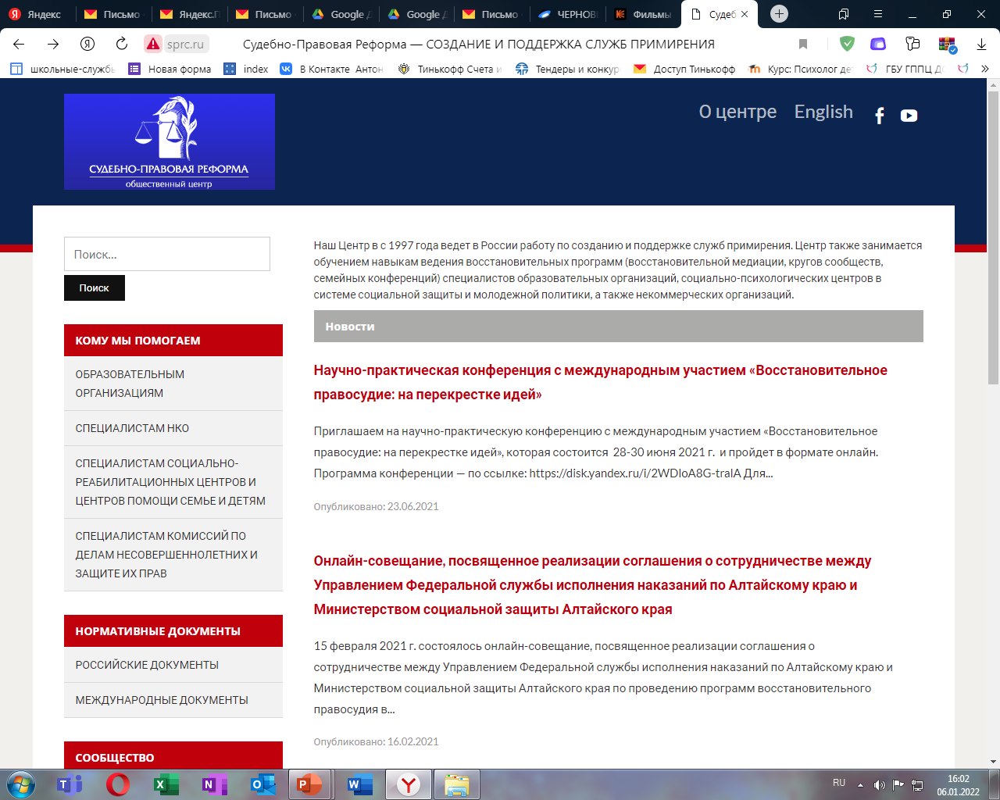 Яндекс
Письмо
Яндекс.П
Письмо
Google Д
Google Д
Письмо
ЧЕРНОВ
Фильмы
Судеб
sprc.ru
Судебно-Правовая Реформа — СОЗДАНИЕ И ПОДДЕРЖКА СЛУЖБ ПРИМИРЕНИЯ
школьные-службы
Новая форма
index
В Контакте Антон
Тинькофф Счета и
Тендеры и конкур
Доступ Тинькофф
Курс: Психолог де
ГБУ ГППЦ Д
СУДЕБНО-ПРАВОВАЯ РЕФОРМА
общественный центр
О центре
English
Поиск...
Поиск
КОМУ МЫ ПОМОГАЕМ
ОБРАЗОВАТЕЛЬНЫМ
ОРГАНИЗАЦИЯМ
СПЕЦИАЛИСТАМ НКО
СПЕЦИАЛИСТАМ СОЦИАЛЬНО-
РЕАБИЛИТАЦИОННЫХ ЦЕНТРОВ И
ЦЕНТРОВ ПОМОЩИ СЕМЬЕ И ДЕТЯМ
СПЕЦИАЛИСТАМ КОМИССИЙ ПО
ДЕЛАМ НЕСОВЕРШЕННОЛЕТНИХ И
ЗАЩИТЕ ИХ ПРАВ
НОРМАТИВНЫЕ ДОКУМЕНТЫ
РОССИЙСКИЕ ДОКУМЕНТЫ
МЕЖДУНАРОДНЫЕ ДОКУМЕНТЫ
СООБЩЕСТВО
Наш Центр в с 1997 года ведет в России работу по созданию и поддержке служб примирения. Центр также занимается
обучением навыкам ведения восстановительных программ (восстановительной медиации, кругов сообществ,
семейных конференций) специалистов образовательных организаций, социально-психологических центров в
системе социальной защиты и молодежной политики, а также некоммерческих организаций.
Новости
Научно-практическая конференция с международным участием «Восстановительное
правосудие: на перекрестке идей»
Приглашаем на научно-практическую конференцию с международным участием «Восстановительное
правосудие: на перекрестке идей», которая состоится 28-30 июня 2021 г. и пройдет в формате онлайн.
Программа конференции — по ссылке: https://disk.yandex.ru/i/2WDloA8G-tralA Для...
Опубликовано: 23.06.2021
Онлайн-совещание, посвященное реализации соглашения о сотрудничестве между
Управлением Федеральной службы исполнения наказаний по Алтайскому краю и
Министерством социальной защиты Алтайского края
15 февраля 2021 г. состоялось онлайн-совещание, посвященное реализации соглашения о
сотрудничестве между Управлением Федеральной службы исполнения наказаний по Алтайскому краю и
Министерством социальной защиты Алтайского края по проведению программ восстановительного
правосудия в...
Опубликовано: 16.02.2021
RU
16:02
06.01.2022